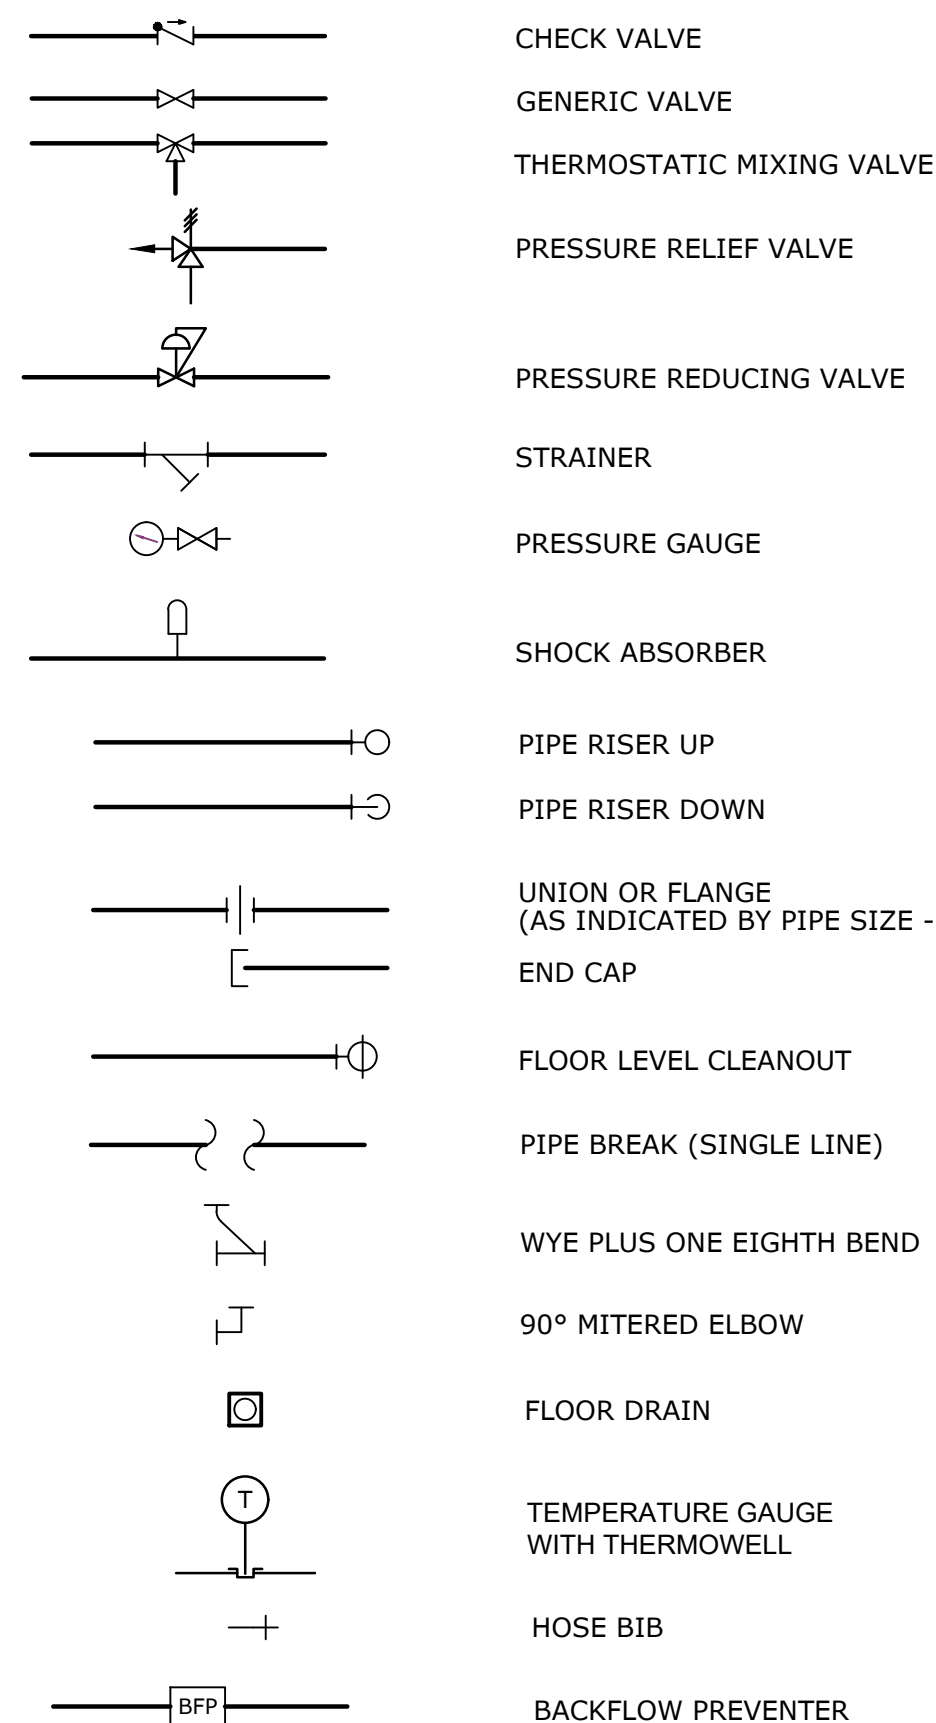 CHECK VALVE
GENERIC VALVE
THERMOSTATIC MIXING VALVE
PRESSURE RELIEF VALVE
PRESSURE REDUCING VALVE
STRAINER
PRESSURE GAUGE
SHOCK ABSORBER
PIPE RISER UP
PIPE RISER DOWN
UNION OR FLANGE
(AS INDICATED BY PIPE SIZE -
END CAP
FLOOR LEVEL CLEANOUT
PIPE BREAK (SINGLE LINE)
WYE PLUS ONE EIGHTH BEND
90° MITERED ELBOW
FLOOR DRAIN
T
TEMPERATURE GAUGE
WITH THERMOWELL
HOSE BIB
BFP
BACKFLOW PREVENTER